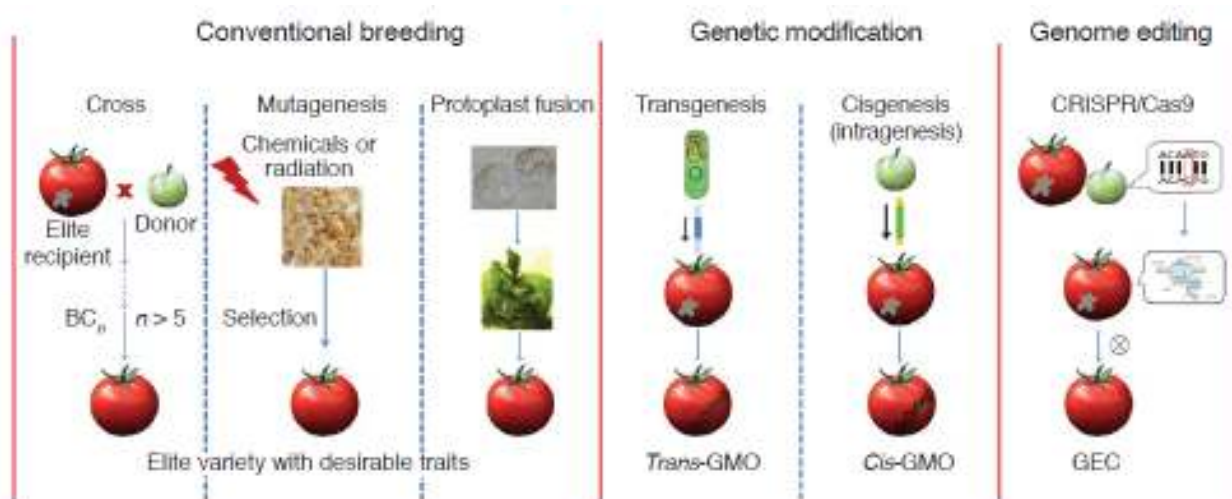 Conventional breeding
Genetic modification
Genome editing
Cross
Mutagenesis
Protoplast fusion
Transgenesis
Cisgenesis
(intragenesis)
CRISPR/Cas9
Chemicals or
radiation
x
Elite
recipient
Donor
BCn n > 5
Selection
Elite variety with desirable traits
Trans-GMO
Cis-GMO
GEC